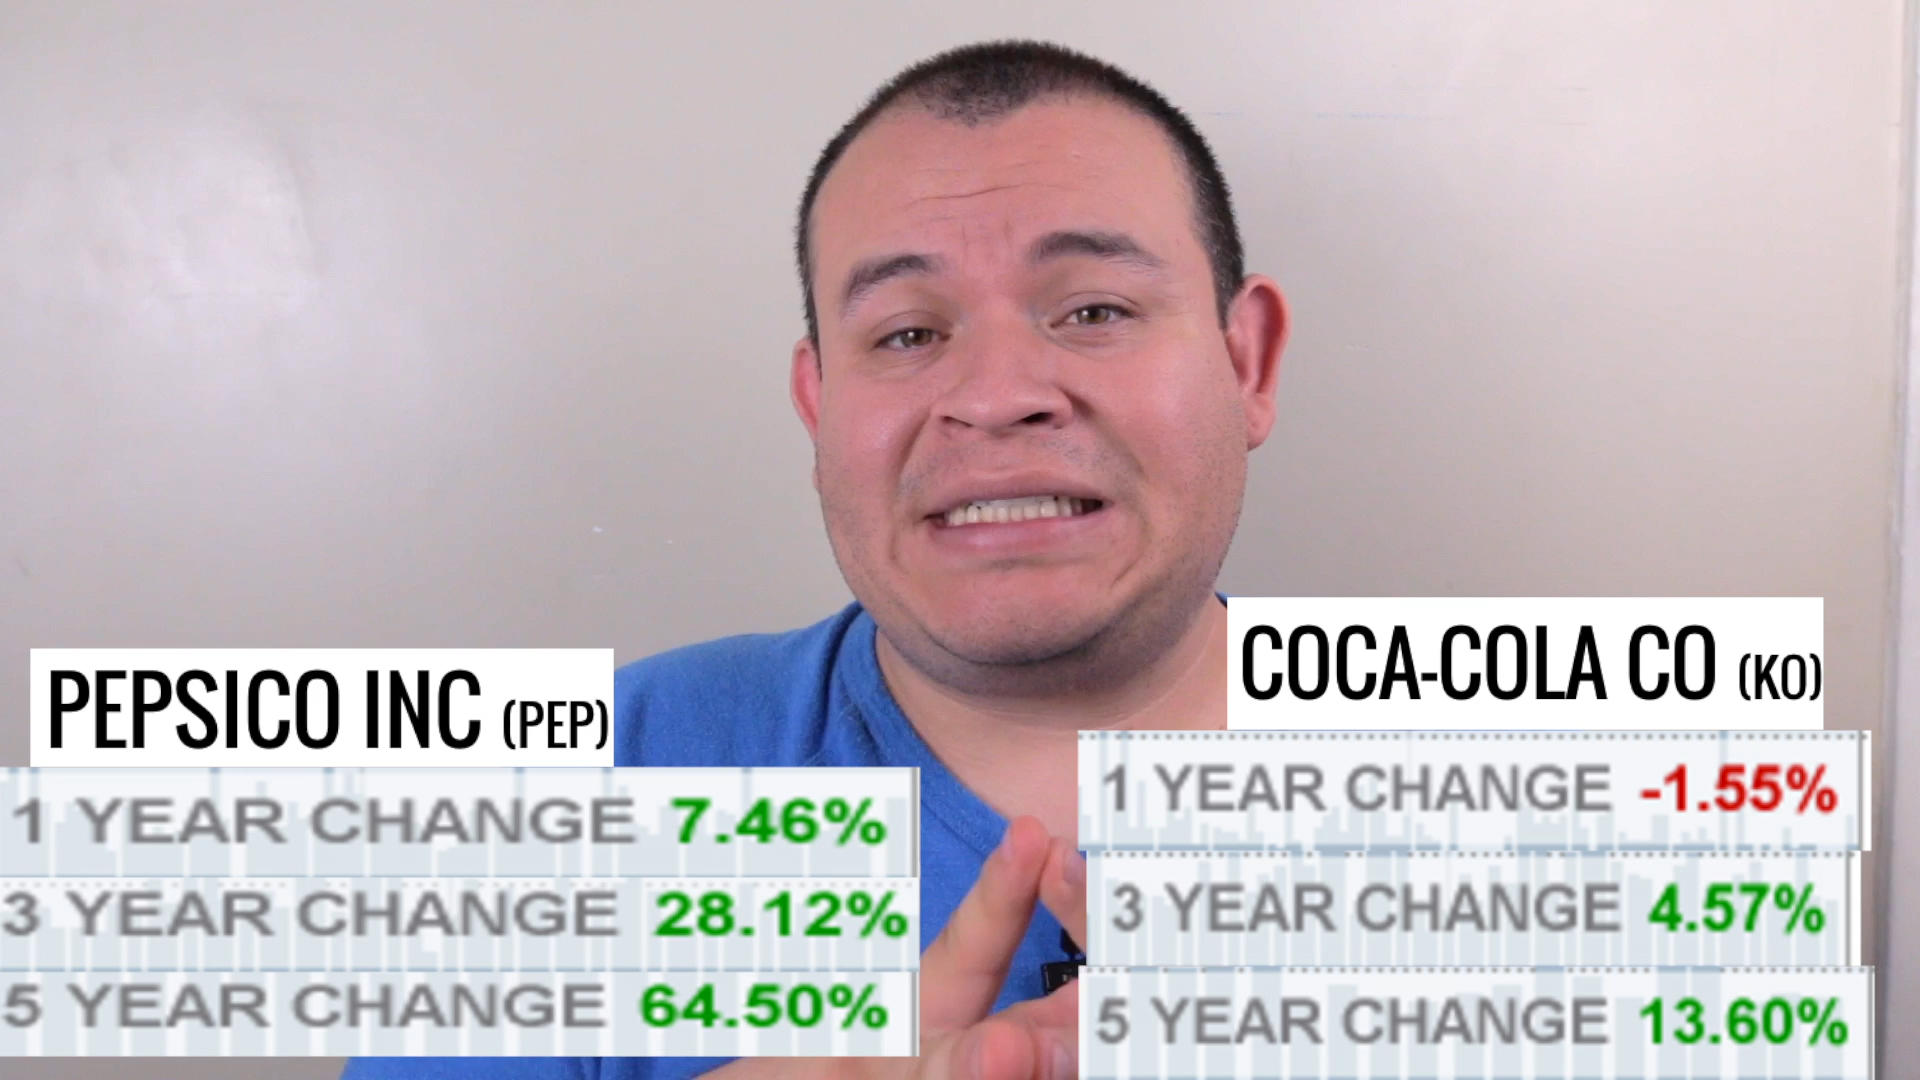 PEPSICO INC (PEP)
1 YEAR CHANGE 7.46%
3 YEAR CHANGE 28.12%
5 YEAR CHANGE 64.50%
COCA-COLA CO (KO)
1 YEAR CHANGE -1.55%
3 YEAR CHANGE 4.57%
5 YEAR CHANGE 13.60%